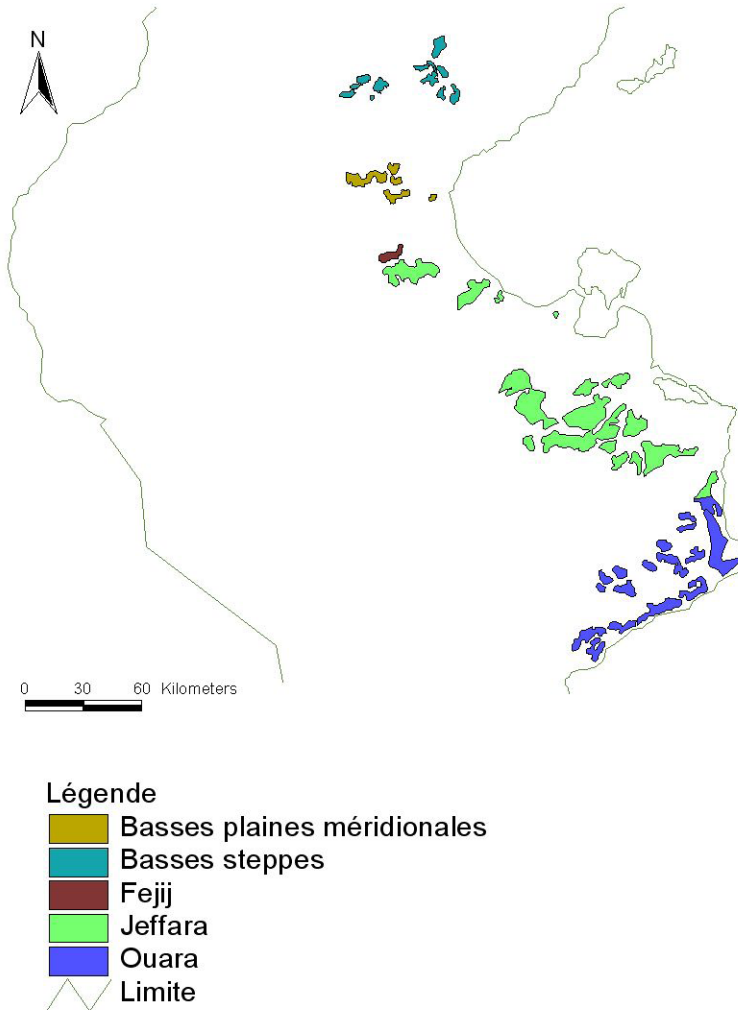 N
0 30 60 Kilometers
Légende
Basses plaines méridionales
Basses steppes
Fejij
Jeffara
Ouara
Limite